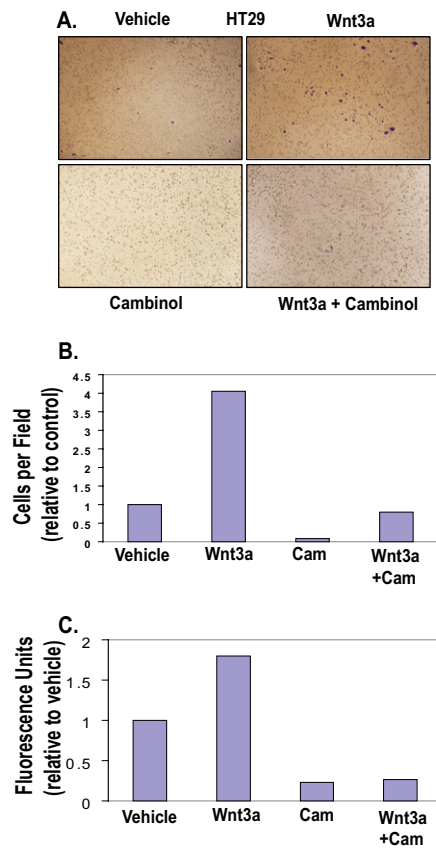 A.
Vehicle HT29 Wnt3a
Cambinol Wnt3a + Cambinol
B.
Cells per Field
(relative to control)
4.5
4
3.5
3
2.5
2
1.5
1
0.5
0
Vehicle Wnt3a Cam Wnt3a
+Cam
C.
Fluorescence Units
(relative to vehicle)
2
1.5
1
0.5
0
Vehicle Wnt3a Cam Wnt3a
+Cam